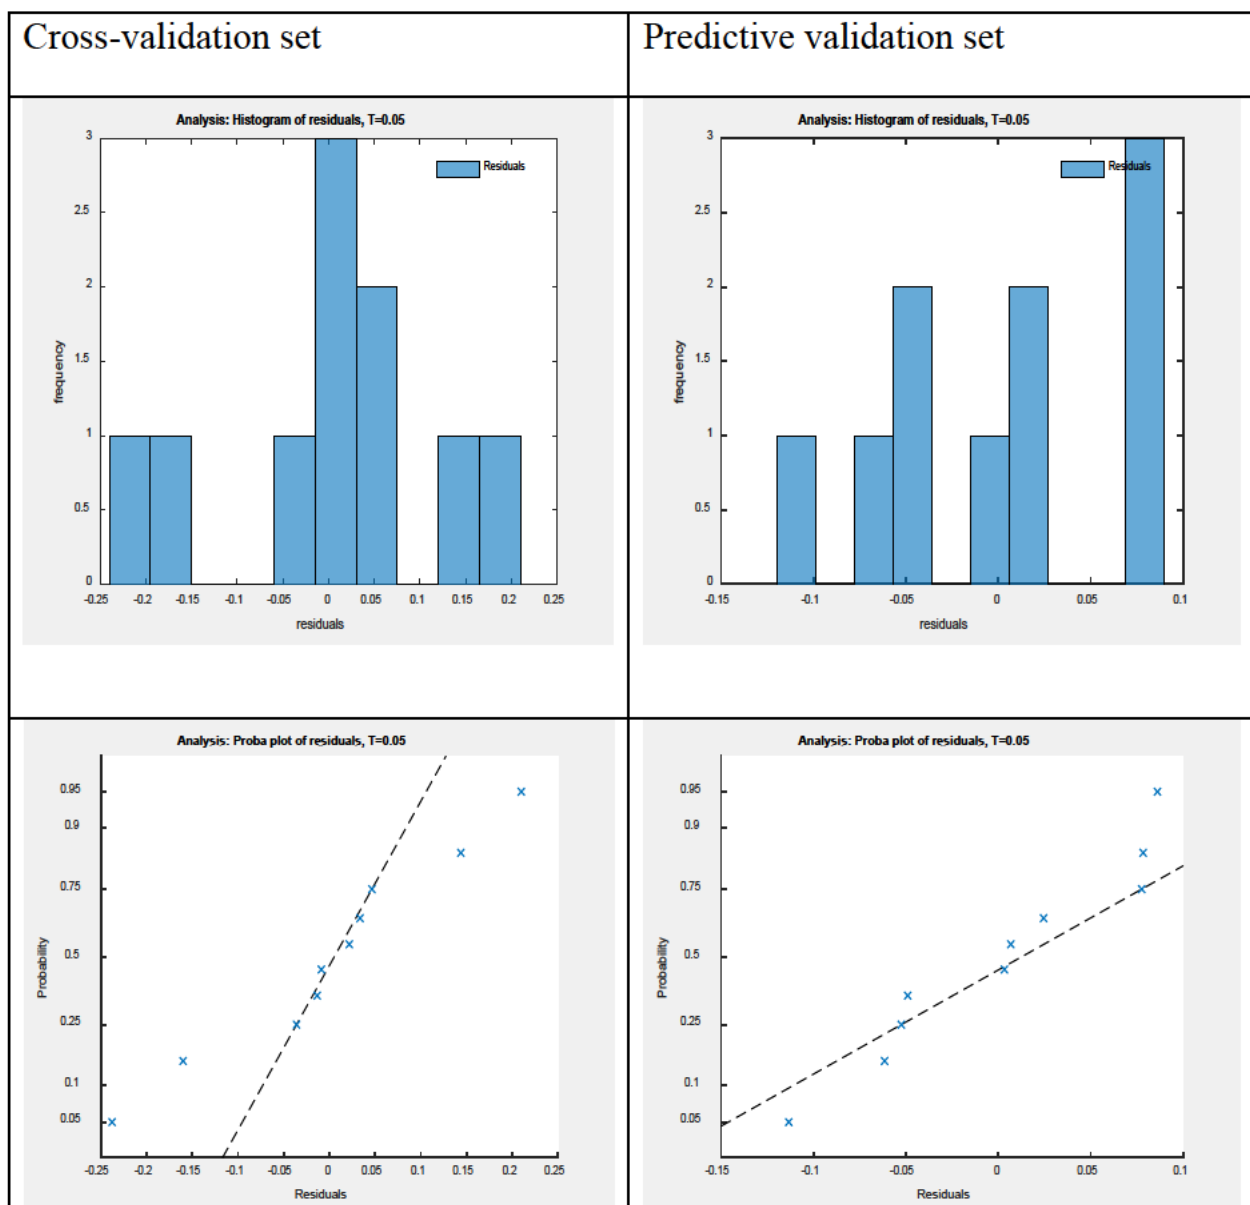 Cross-validation set
Predictive validation set
Analysis: Histogram of residuals, T=0.05
3
2.5
2
1.5
1
0.5
0
frequency
Residuals
-0.25 -0.2 -0.15 -0.1 -0.05 0 0.05 0.1 0.15 0.2 0.25
residuals
Analysis: Histogram of residuals, T=0.05
3
2.5
2
1.5
1
0.5
0
frequency
Residuals
-0.15 -0.1 -0.05 0 0.05 0.1
residuals
Analysis: Proba plot of residuals, T=0.05
0.95
0.9
0.75
0.5
0.25
0.1
0.05
Probability
-0.25 -0.2 -0.15 -0.1 -0.05 0 0.05 0.1 0.15 0.2 0.25
Residuals
Analysis: Proba plot of residuals, T=0.05
0.95
0.9
0.75
0.5
0.25
0.1
0.05
Probability
-0.15 -0.1 -0.05 0 0.05 0.1
Residuals